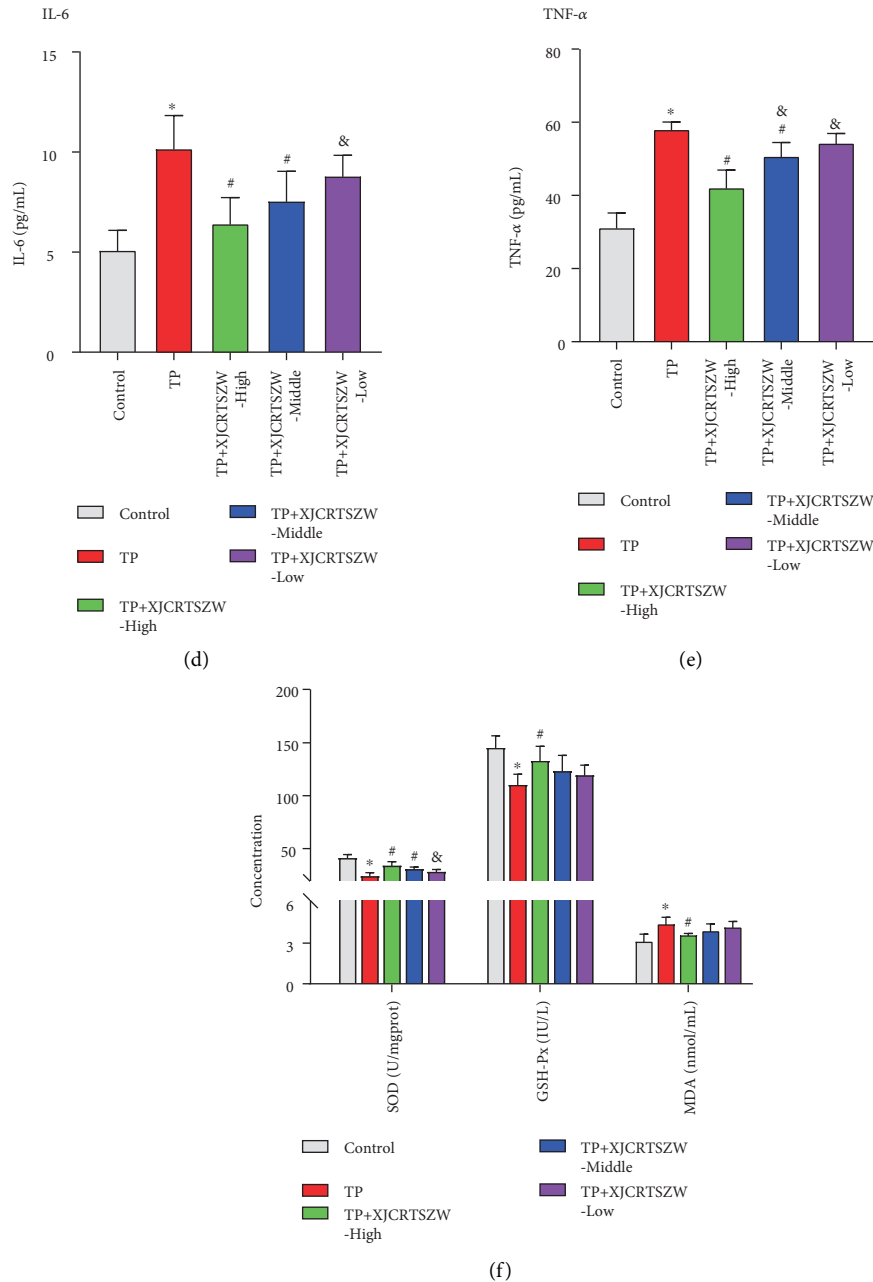 IL-6
15
10
5
0
IL-6 (pg/mL)
*
#
#
&
Control
TP
TP+XJCRTSZW
-High
TP+XJCRTSZW
-Middle
TP+XJCRTSZW
-Low
Control
TP
TP+XJCRTSZW
-High
TP+XJCRTSZW
-Middle
TP+XJCRTSZW
-Low
(d)
TNF-α
80
60
40
20
0
TNF-α (pg/mL)
*
#
&
#
&
Control
TP
TP+XJCRTSZW
-High
TP+XJCRTSZW
-Middle
TP+XJCRTSZW
-Low
Control
TP
TP+XJCRTSZW
-High
TP+XJCRTSZW
-Middle
TP+XJCRTSZW
-Low
(e)
200
150
100
50
6
3
0
Concentration
*
#
#
&
*
#
*
#
SOD (U/mgprot)
GSH-Px (IU/L)
MDA (nmol/mL)
Control
TP
TP+XJCRTSZW
-High
TP+XJCRTSZW
-Middle
TP+XJCRTSZW
-Low
(f)